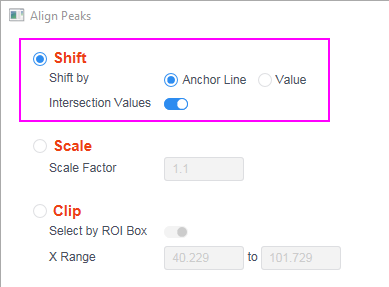 Align Peaks
Shift
Shift by Anchor Line Value
Intersection Values
Scale
Scale Factor 1.1
Clip
Select by ROI Box
X Range 40.229 to 101.729